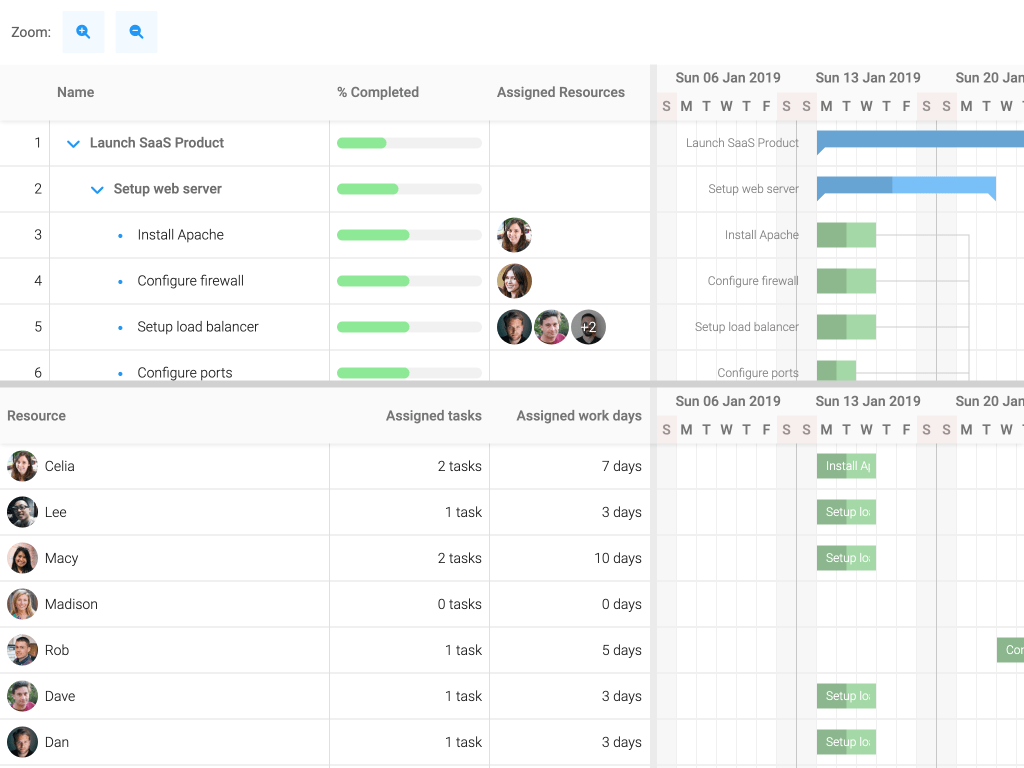 Zoom:
Name % Completed Assigned Resources
Sun 06 Jan 2019 Sun 13 Jan 2019 Sun 20 Jan
S M T W T F S S M T W T F S S M T W
1 Launch SaaS Product Launch SaaS Product
2 Setup web server Setup web server
3 Install Apache Install Apache
4 Configure firewall Configure firewall
5 Setup load balancer +2 Setup load balancer
6 Configure ports Configure ports
Resource Assigned tasks Assigned work days
Sun 06 Jan 2019 Sun 13 Jan 2019 Sun 20 Jan
S M T W T F S S M T W T F S S M T W
Celia 2 tasks 7 days Install Ap
Lee 1 task 3 days Setup lo
Macy 2 tasks 10 days Setup lo
Madison 0 tasks 0 days
Rob 1 task 5 days Con
Dave 1 task 3 days Setup lo
Dan 1 task 3 days Setup lo